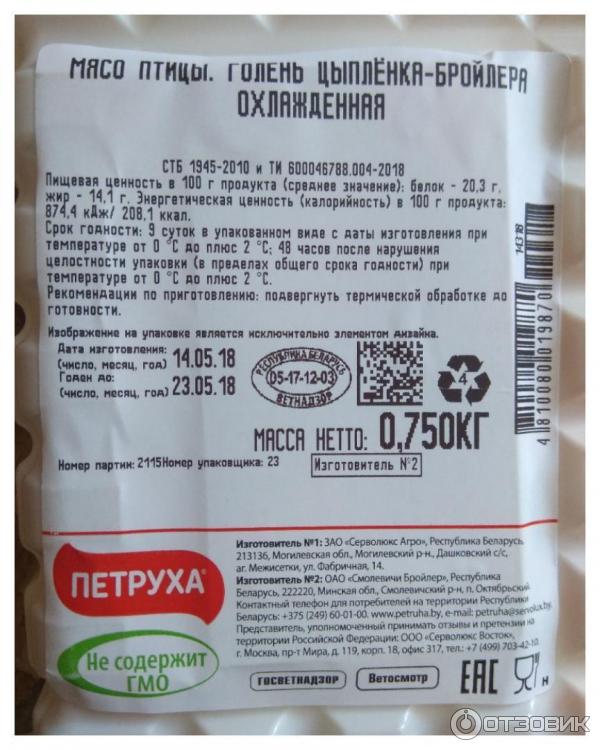 МЯСО ПТИЦЫ. ГОЛЕНЬ ЦЫПЛЁНКА-БРОЙЛЕРА
ОХЛАЖДЕННАЯ
СТБ 1945-2010 и ТИ 600046788.004-2018
Пищевая ценность в 100 г продукта (среднее значение): белок - 20,3 г,
жир - 14,1 г. Энергетическая ценность (калорийность) в 100 г продукта:
874,4 кДж/ 208,1 ккал.
Срок годности: 9 суток в упакованном виде с даты изготовления при
температуре от 0 °C до плюс 2 °C; 48 часов после нарушения
целостности упаковки (в пределах общего срока годности) при
температуре от 0 °C до плюс 2 °C.
Рекомендации по приготовлению: подвергнуть термической обработке до
готовности.
Изображение на упаковке является исключительно элементом дизайна.
Дата изготовления:
(число, месяц, год) 14.05.18
Годен до:
(число, месяц, год) 23.05.18
РЕСПУБЛИКА БЕЛАРУСЬ
05-17-12-03
ВЕТНАДЗОР
4
14318
4810080019870
МАССА НЕТТО: 0,750КГ
Номер партии: 2115Номер упаковщика: 23
Изготовитель №2
ПЕТРУХА®
Не содержит
ГМО
Изготовитель №1: ЗАО «Серволюкс Агро», Республика Беларусь,
213136, Могилевская обл., Могилевский р-н., Дашковский с/с,
аг. Межисетки, ул. Фабричная, 14.
Изготовитель №2: ОАО «Смолевичи Бройлер», Республика
Беларусь, 222220, Минская обл., Смолевичский р-н, п. Октябрьский.
Контактный телефон для потребителей на территории Республики
Беларусь: +375 (249) 60-01-00. www.petruha.by, e-mail: petruha@servolux.by.
Представитель, уполномоченный принимать отзывы и претензии на
территории Российской Федерации: ООО «Серволюкс Восток»,
г. Москва, пр-т Мира, д. 119, корп. 18, оф. 317, тел.: +7 (499) 703-42-10.
ГОСВЕТНАДЗОР
Ветосмотр
ЕАС
н
ОТЗОВИК